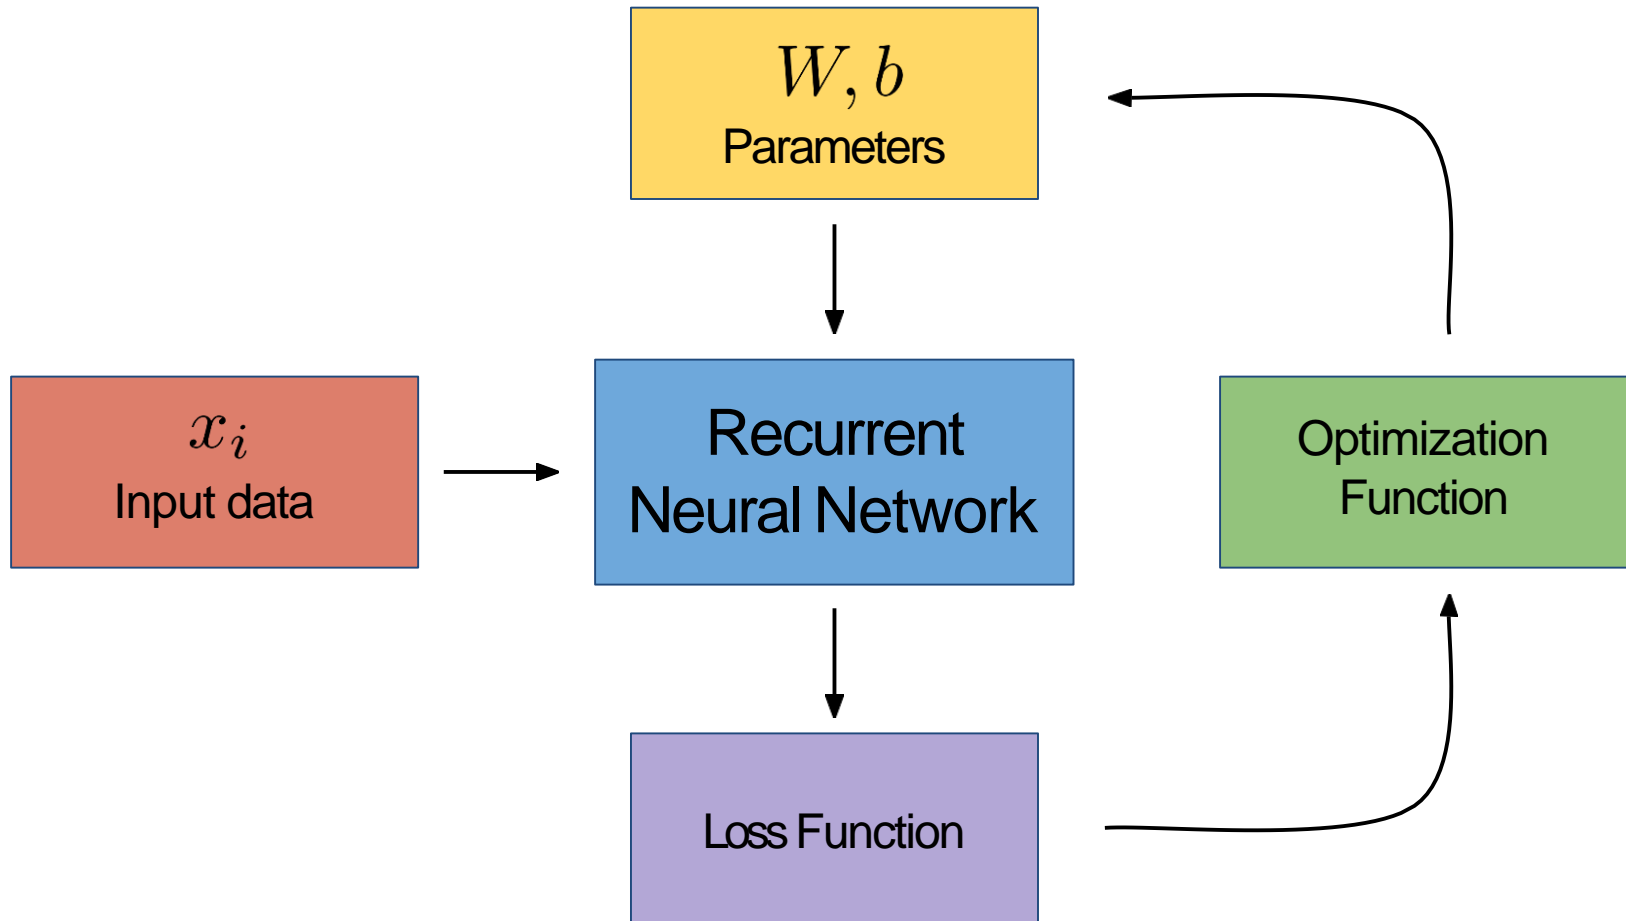 W, b
Parameters
x_i
Input data
Recurrent
Neural Network
Optimization
Function
Loss Function